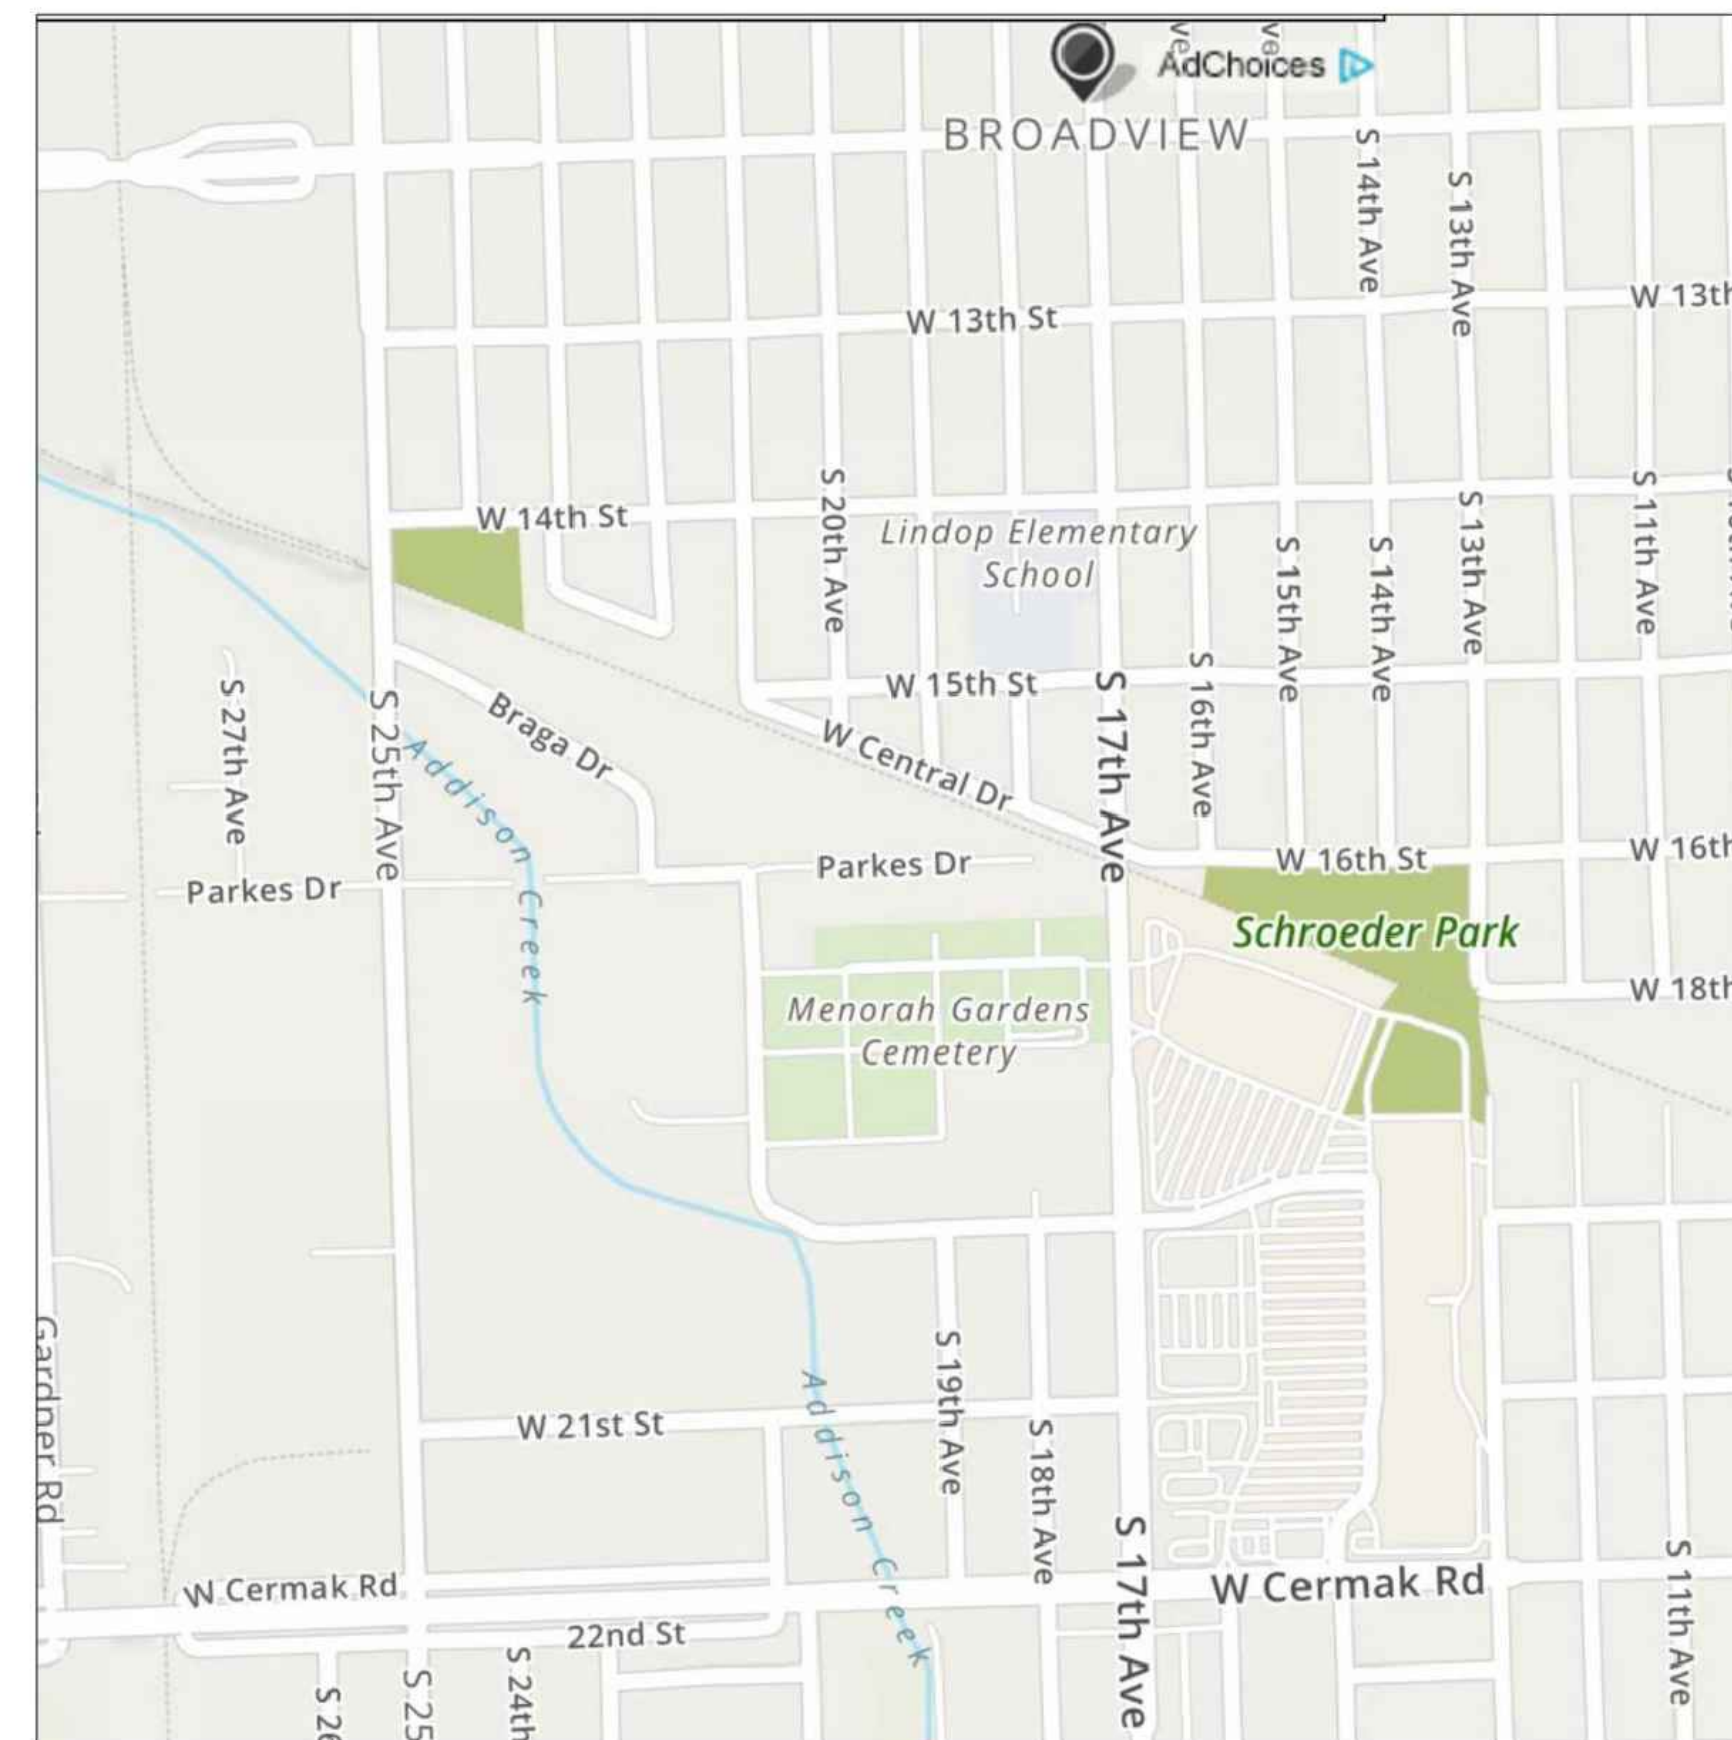 AdChoices
BROADVIEW
S 14th Ave
S 13th Ave
W 13th St
W 13th
W 14th St
S 20th Ave
Lindop Elementary
School
S 13th Ave
S 11th Ave
S 15th Ave
S 14th Ave
S 27th Ave
S 25th Ave
Braga Dr
W 15th St
S 17th Ave
S 16th Ave
Addison Creek
W Central Dr
Parkes Dr
Parkes Dr
W 16th St
W 16th
Schroeder Park
W 18th
Menorah Gardens
Cemetery
Gardner Rd
W 21st St
Addison Creek
S 19th Ave
S 18th Ave
S 17th Ave
W Cermak Rd
W Cermak Rd
22nd St
S 11th Ave
S 26
S 25
S 24th